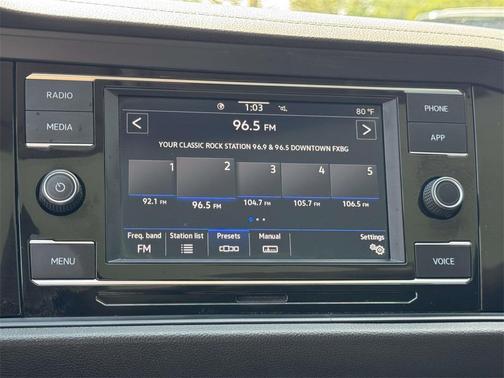 RADIO
MEDIA
MENU
1:03
80 °F
96.5 FM
YOUR CLASSIC ROCK STATION 96.9 & 96.5 DOWNTOWN FXBG
1 2 3 4 5
92.1 FM 96.5 FM 104.7 FM 105.7 FM 106.5 FM
Freq. band Station list Presets Manual Settings
FM
PHONE
APP
VOICE